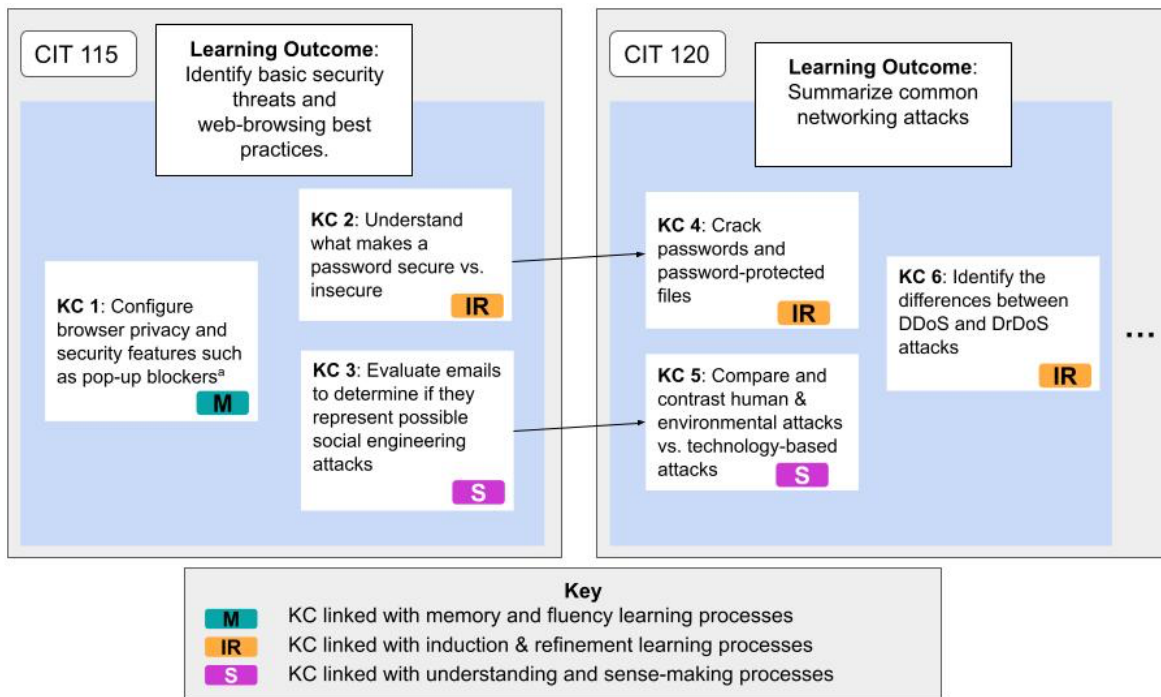 CIT 115
Learning Outcome:
Identify basic security
threats and
web-browsing best
practices.
KC 1: Configure
browser privacy and
security features such
as pop-up blockersᵃ
M
KC 2: Understand
what makes a
password secure vs.
insecure
IR
KC 3: Evaluate emails
to determine if they
represent possible
social engineering
attacks
S
CIT 120
Learning Outcome:
Summarize common
networking attacks
KC 4: Crack
passwords and
password-protected
files
IR
KC 5: Compare and
contrast human &
environmental attacks
vs. technology-based
attacks
S
KC 6: Identify the
differences between
DDoS and DrDoS
attacks
IR
...
Key
M KC linked with memory and fluency learning processes
IR KC linked with induction & refinement learning processes
S KC linked with understanding and sense-making processes